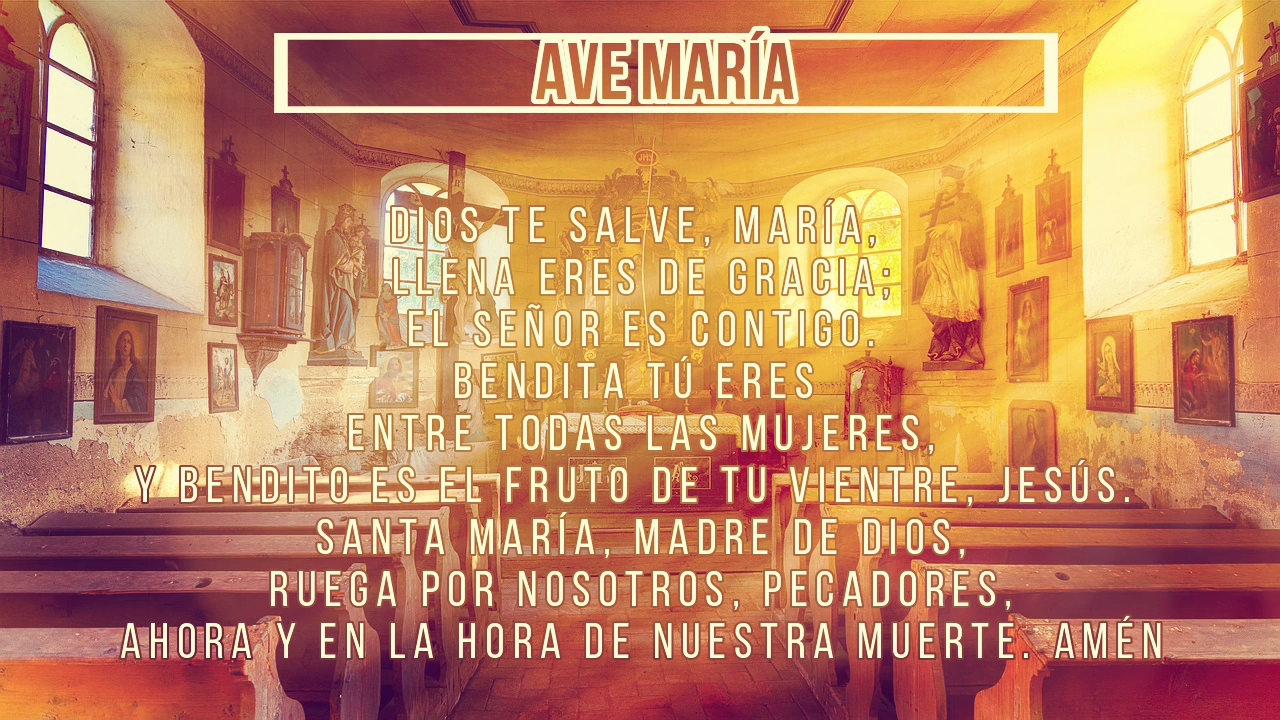 AVE MARÍA
DIOS TE SALVE, MARÍA,
LLENA ERES DE GRACIA;
EL SEÑOR ES CONTIGO.
BENDITA TÚ ERES
ENTRE TODAS LAS MUJERES,
Y BENDITO ES EL FRUTO DE TU VIENTRE, JESÚS.
SANTA MARÍA, MADRE DE DIOS,
RUEGA POR NOSOTROS, PECADORES,
AHORA Y EN LA HORA DE NUESTRA MUERTE. AMÉN